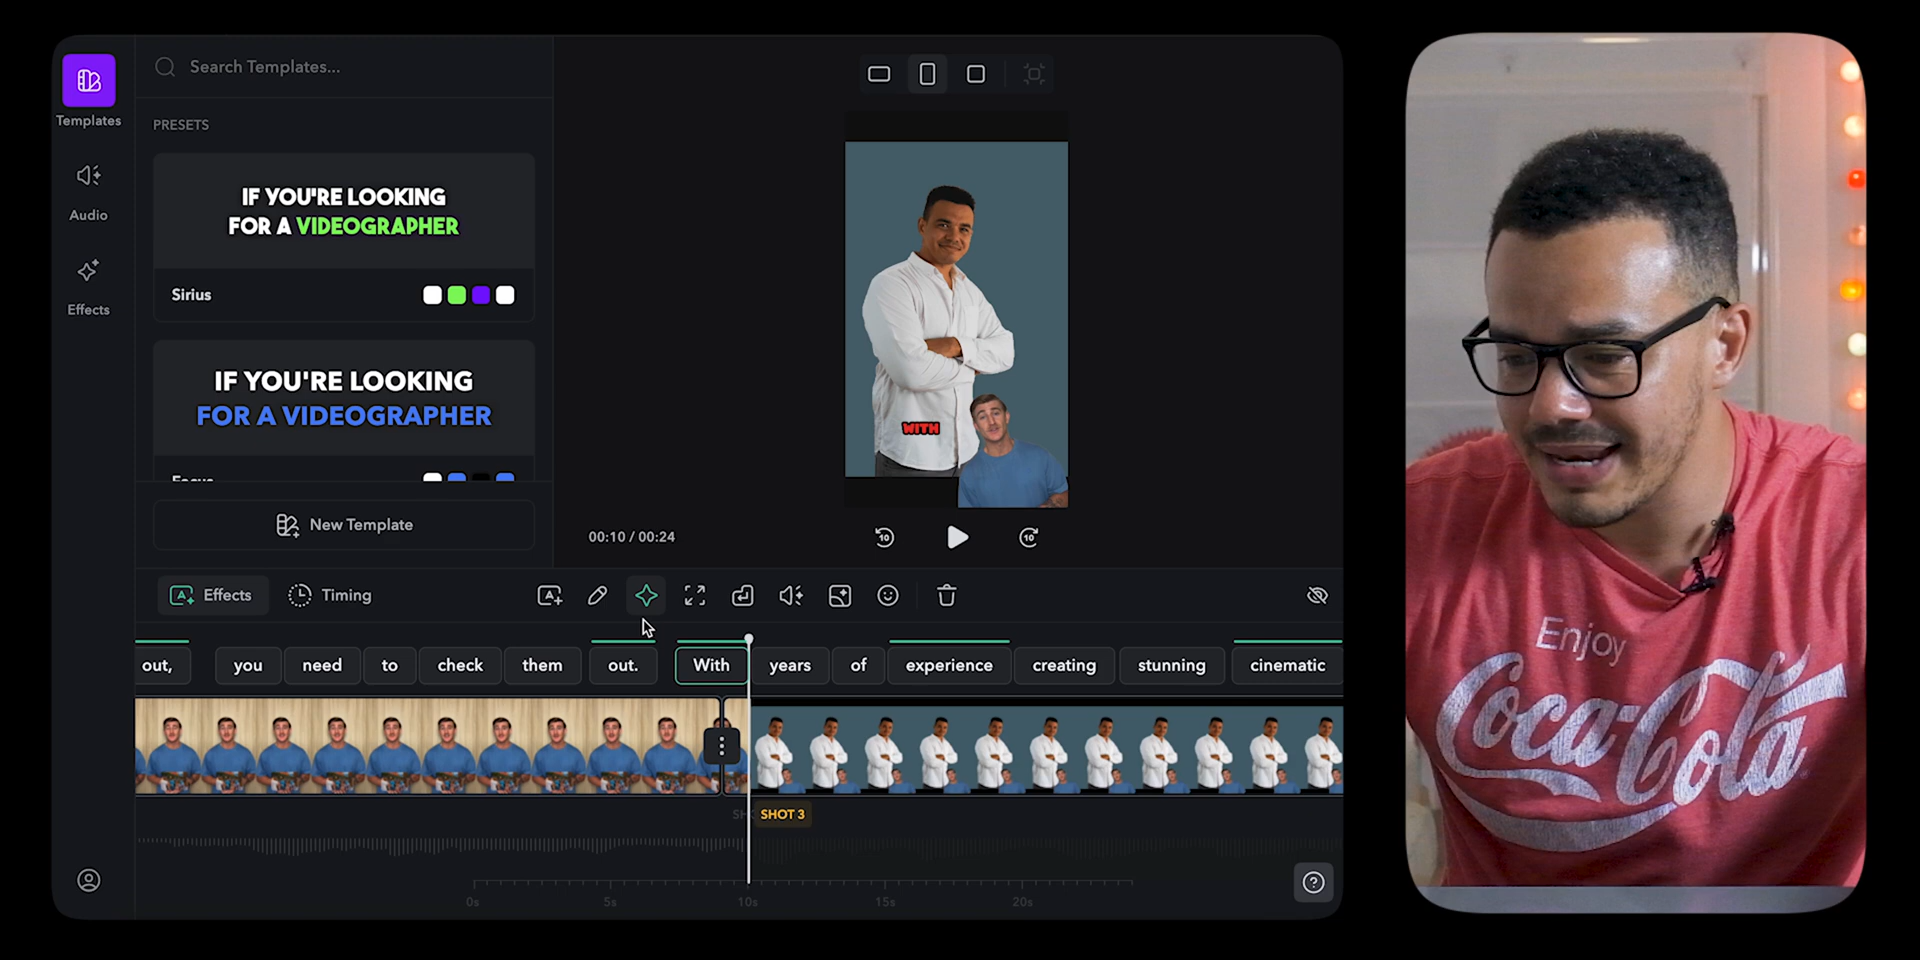 Templates
Audio
Effects
Search Templates...
PRESETS
IF YOU'RE LOOKING
FOR A VIDEOGRAPHER
Sirius
IF YOU'RE LOOKING
FOR A VIDEOGRAPHER
New Template
WITH
00:10 / 00:24
10
10
Effects
Timing
out,
you
need
to
check
them
out.
With
years
of
experience
creating
stunning
cinematic
SHOT 3
0s
5s
10s
15s
20s
Enjoy
Coca-Cola